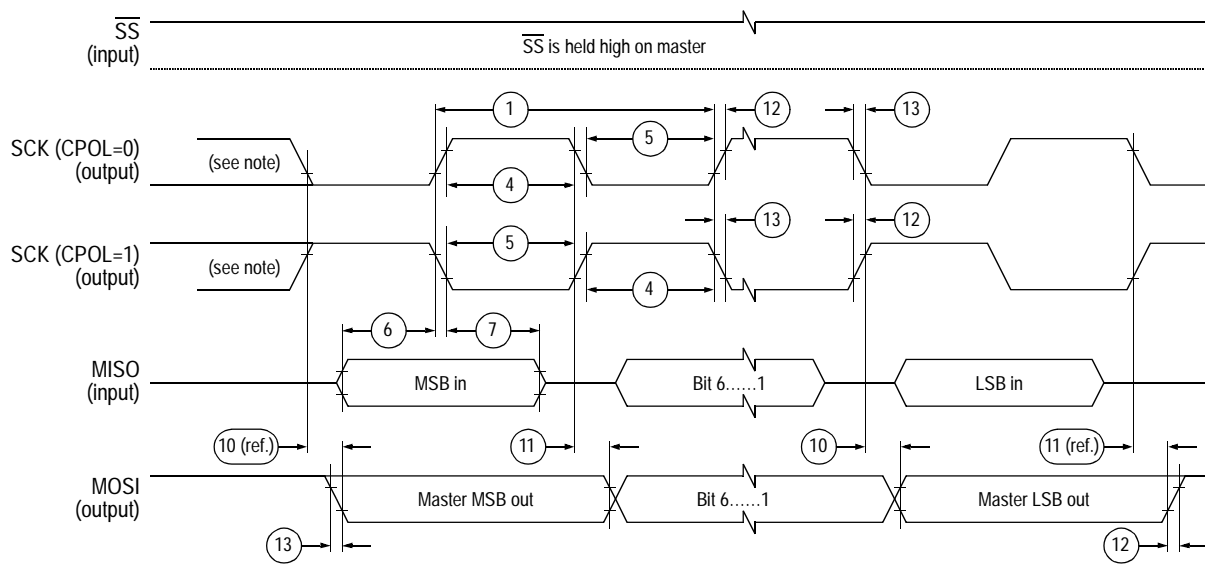 SS
(input)
SS is held high on master
1
12
13
SCK (CPOL=0)
(output)
(see note)
5
4
13
12
SCK (CPOL=1)
(output)
(see note)
5
4
6
7
MISO
(input)
MSB in
Bit 6......1
LSB in
10 (ref.)
11
10
11 (ref.)
MOSI
(output)
Master MSB out
Bit 6......1
Master LSB out
13
12